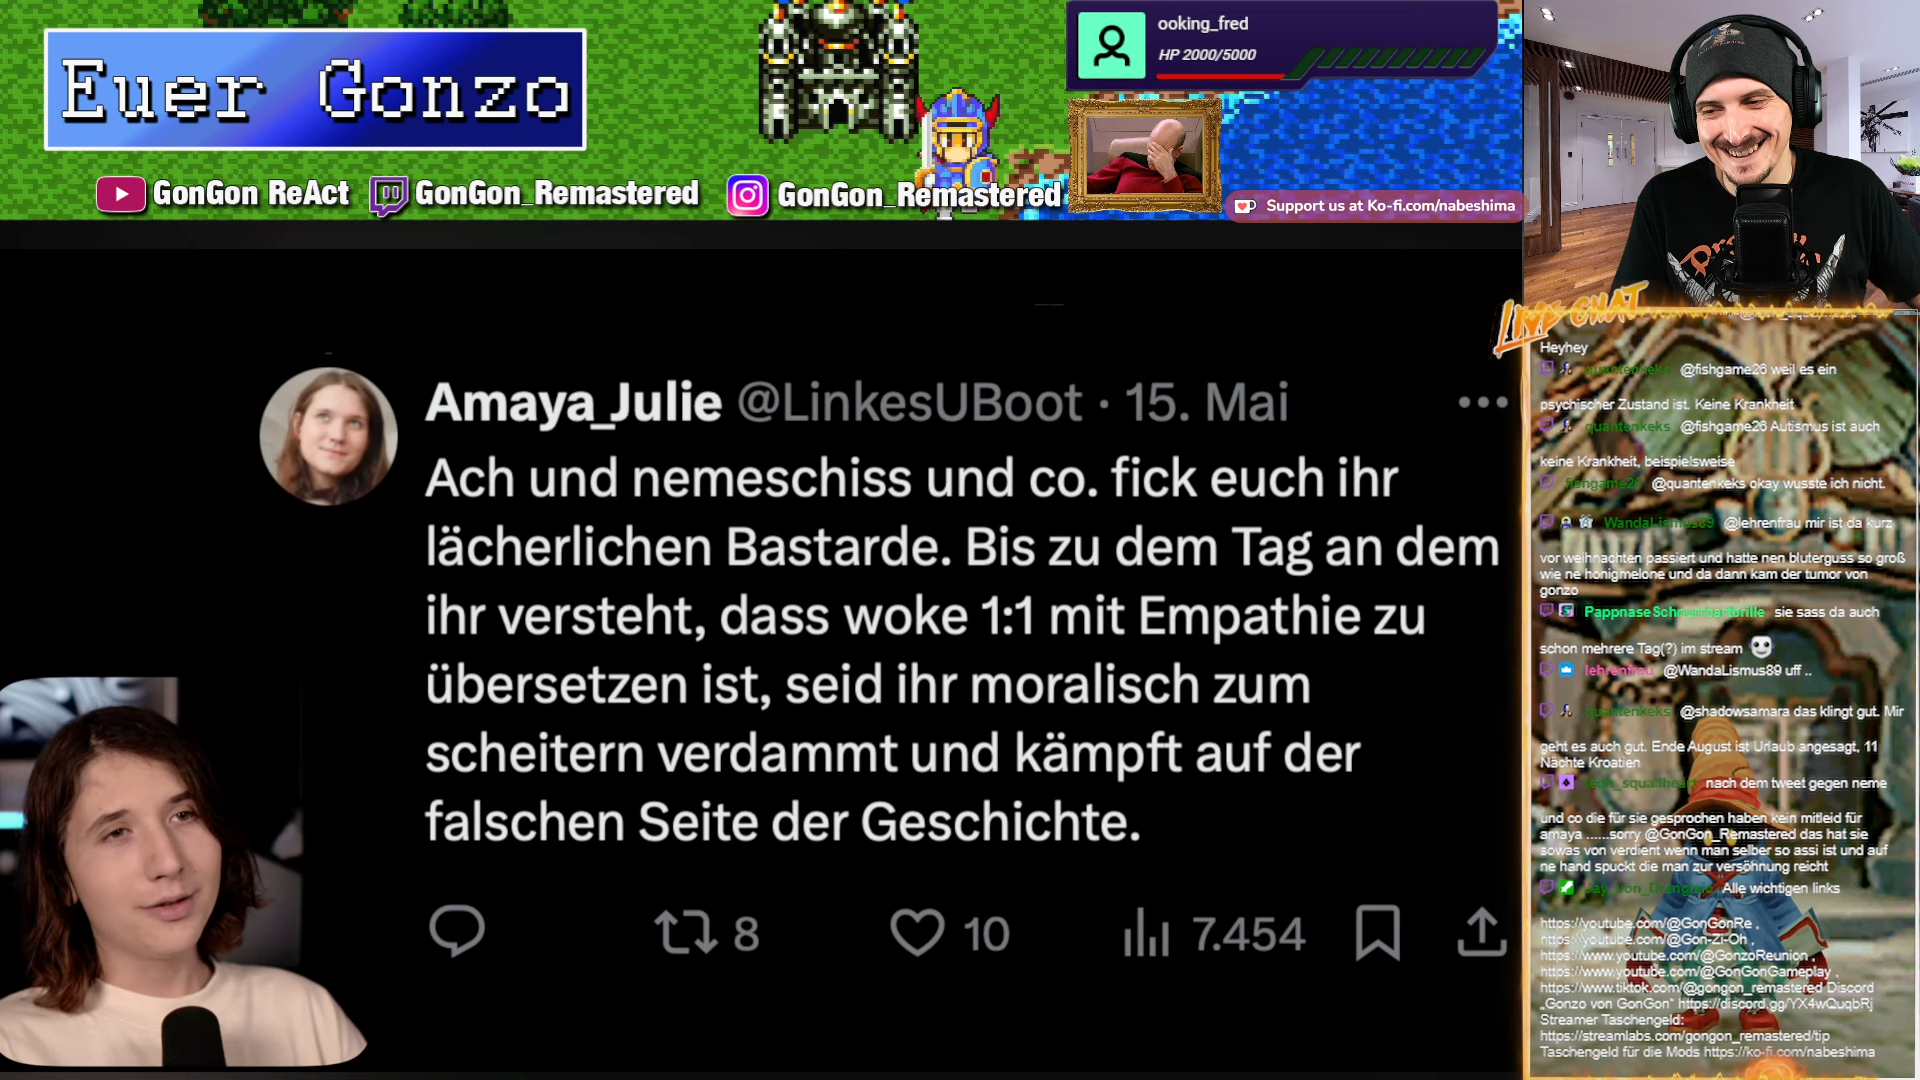 Euer Gonzo
GonGon ReAct
GonGon_Remastered
GonGon_Remastered
ooking_fred
HP 2000/5000
Support us at Ko-fi.com/nabeshima
Amaya_Julie @LinkesUBoot · 15. Mai
Ach und nemeschiss und co. fick euch ihr
lächerlichen Bastarde. Bis zu dem Tag an dem
ihr versteht, dass woke 1:1 mit Empathie zu
übersetzen ist, seid ihr moralisch zum
scheitern verdammt und kämpft auf der
falschen Seite der Geschichte.
8 10 7.454
LIVE CHAT
Heyhey
quantenkeks @fishgame26 weil es ein
psychischer Zustand ist. Keine Krankheit
quantenkeks @fishgame26 Autismus ist auch
keine Krankheit, beispielsweise
fishgame26 @quantenkeks okay wusste ich nicht.
WandaLismus89 @lehrenfrau mir ist da kurz
vor weihnachten passiert und hatte nen bluterguss so groß
wie ne honigmelone und da dann kam der tumor von
gonzo
PappnaseSchnurrbartbrille sie sass da auch
schon mehrere Tag(?) im stream
lehrenfrau @WandaLismus89 uff ..
quantenkeks @shadowsamara das klingt gut. Mir
geht es auch gut. Ende August ist Urlaub angesagt, 11
Nächte Kroatien
nach dem tweet gegen neme
und co die für sie gesprochen haben kein mitleid für
amaya ......sorry @GonGon_Remastered das hat sie
sowas von verdient wenn man selber so assi ist und auf
ne hand spuckt die man zur versöhnung reicht
Alle wichtigen links
https://youtube.com/@GonGonRe ,
https://youtube.com/@Gon-Zi-Oh ,
https://www.youtube.com/@GonzoReunion ,
https://www.youtube.com/@GonGonGameplay .
https://www.tiktok.com/@gongon_remastered Discord
„Gonzo von GonGon" https://discord.gg/YX4wQuqbRj
Streamer Taschengeld:
https://streamlabs.com/gongon_remastered/tip
Taschengeld für die Mods https://ko-fi.com/nabeshima